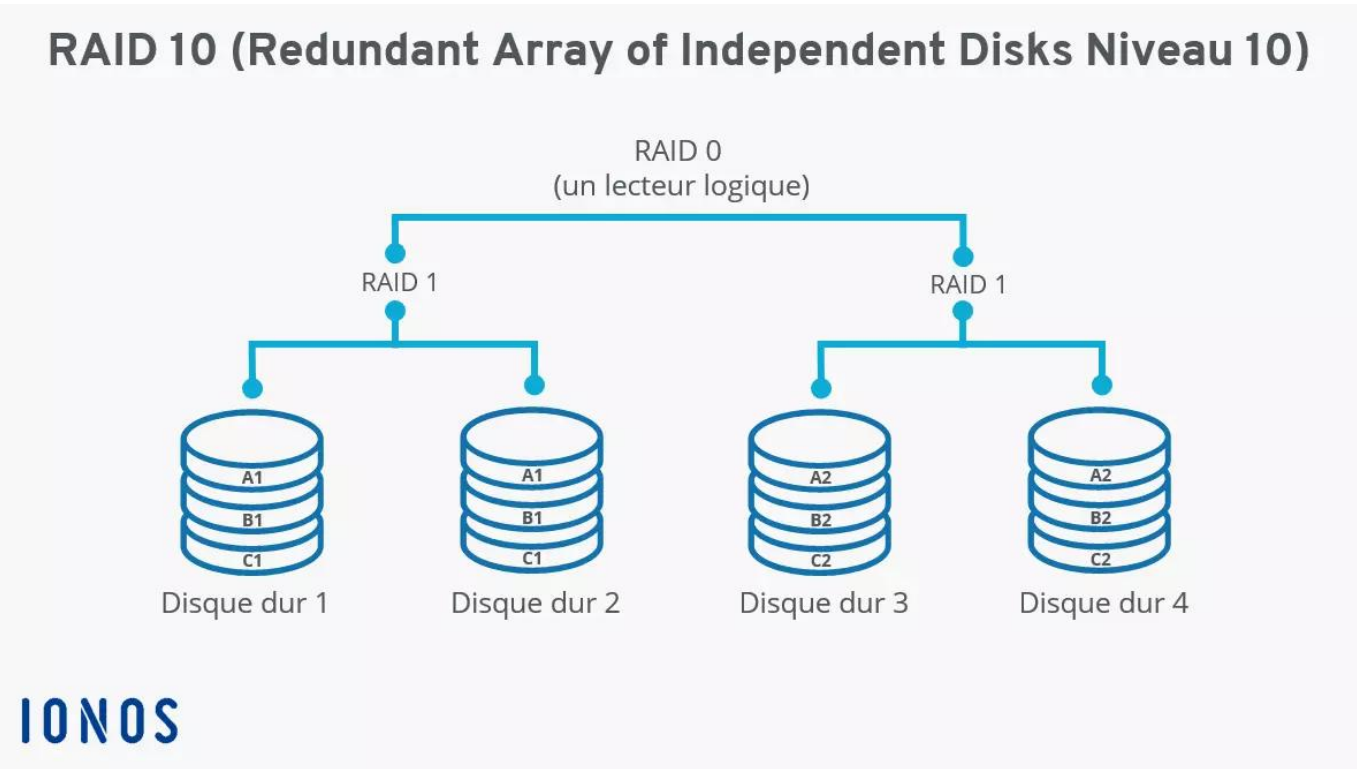 RAID 10 (Redundant Array of Independent Disks Niveau 10)
RAID 0
(un lecteur logique)
RAID 1
RAID 1
A1
B1
C1
A1
B1
C1
A2
B2
C2
A2
B2
C2
Disque dur 1
Disque dur 2
Disque dur 3
Disque dur 4
IONOS